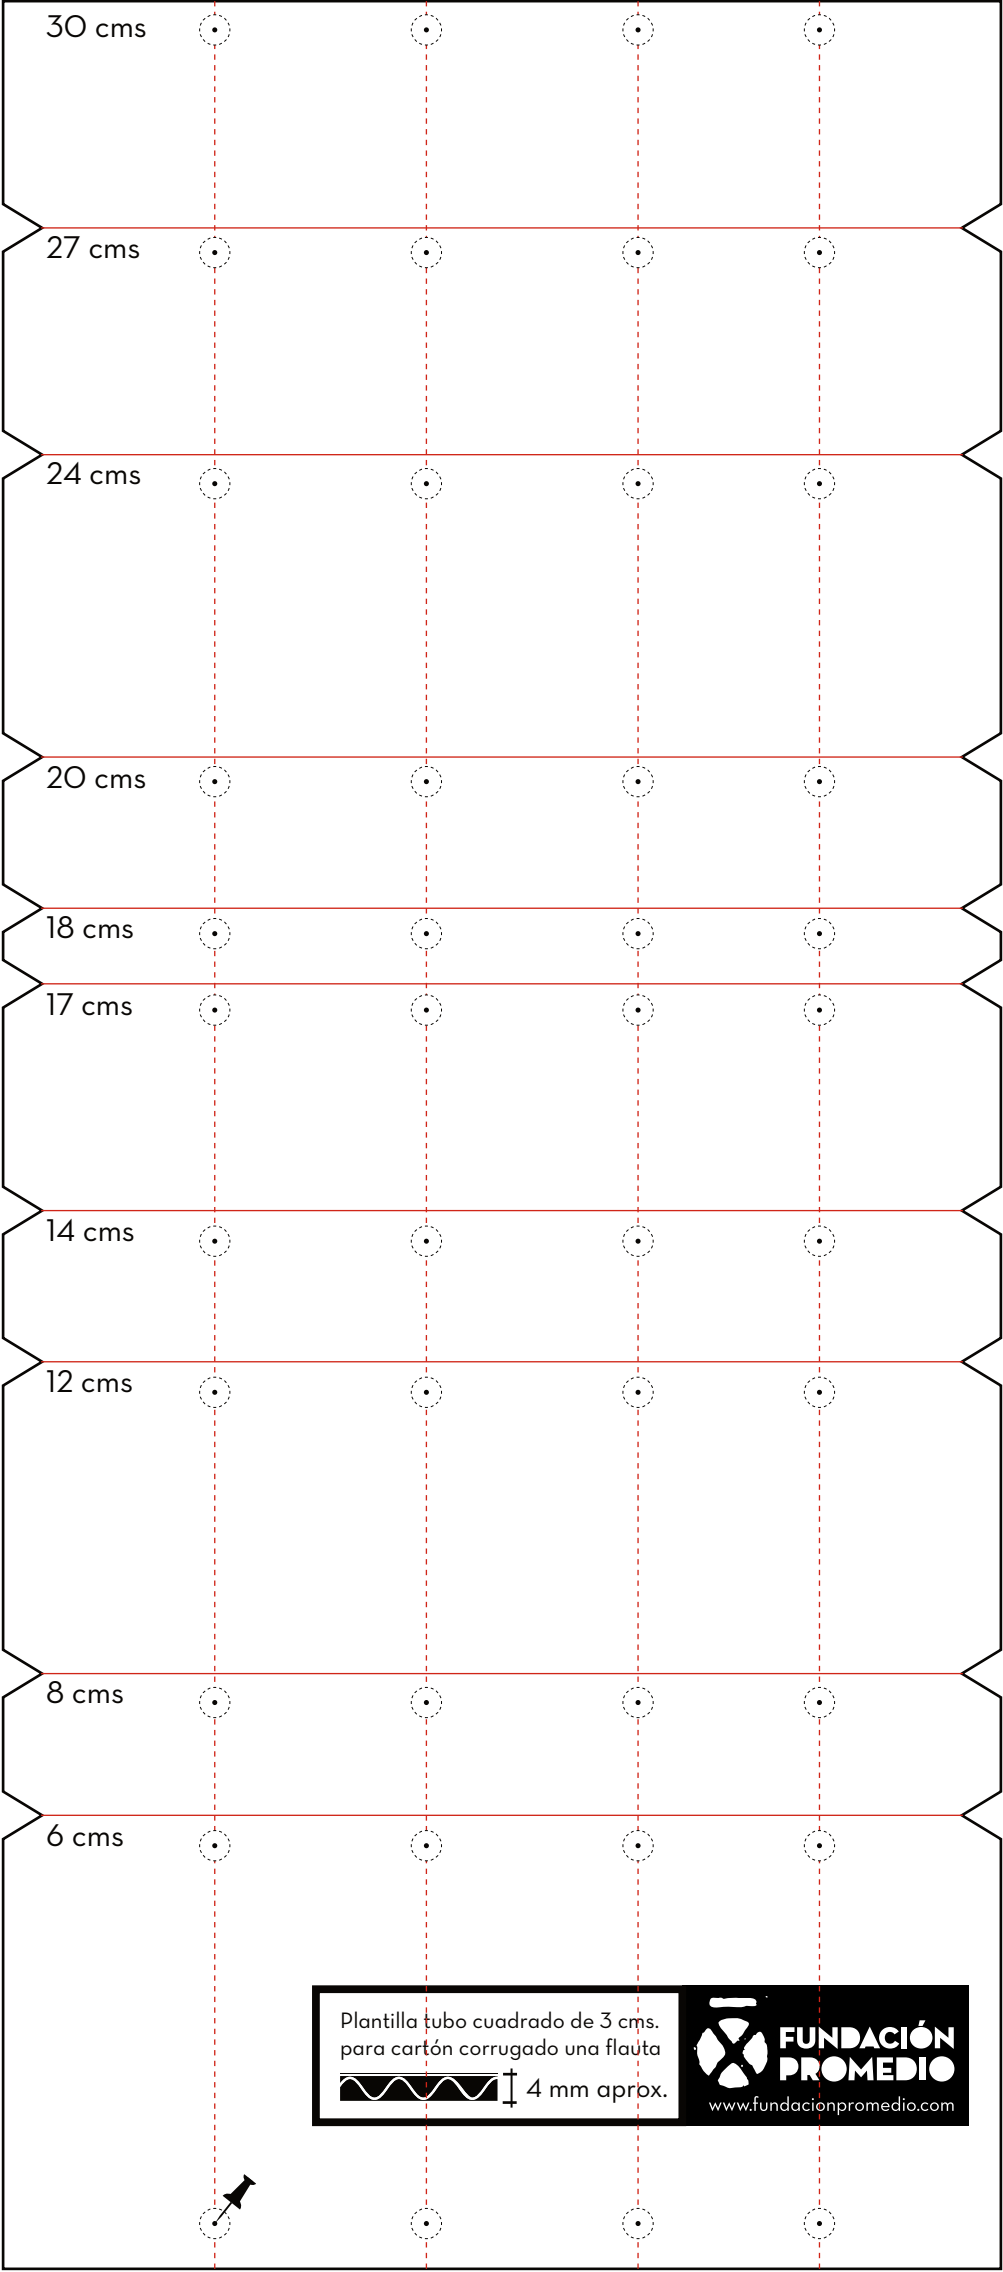 30 cms
27 cms
24 cms
20 cms
18 cms
17 cms
14 cms
12 cms
8 cms
6 cms
Plantilla tubo cuadrado de 3 cms.
para cartón corrugado una flauta
4 mm aprox.
FUNDACIÓN
PROMEDIO
www.fundacionpromedio.com